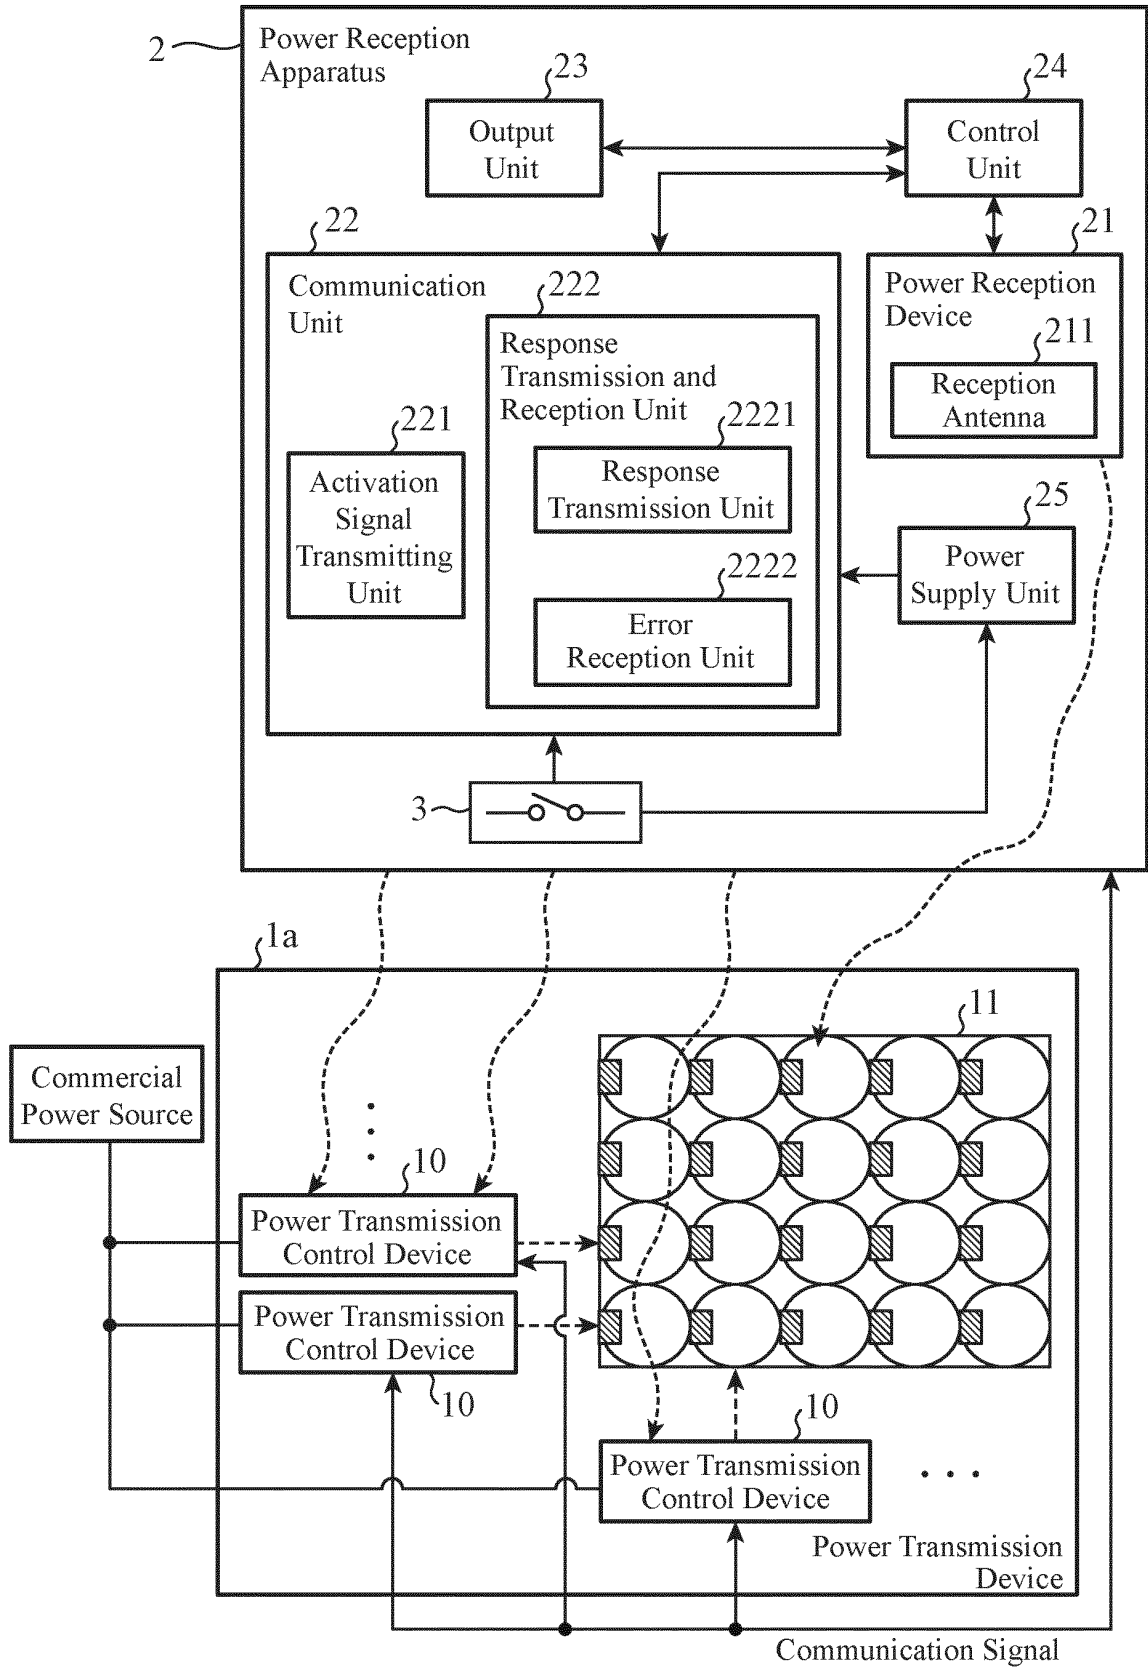 2
Power Reception
Apparatus
23
Output
Unit
24
Control
Unit
22
Communication
Unit
222
Response
Transmission and
Reception Unit
21
Power Reception
Device
211
Reception
Antenna
221
Activation
Signal
Transmitting
Unit
2221
Response
Transmission Unit
2222
Error
Reception Unit
25
Power
Supply Unit
3
1a
11
Commercial
Power Source
10
Power Transmission
Control Device
Power Transmission
Control Device
10
10
Power Transmission
Control Device
Power Transmission
Device
Communication Signal